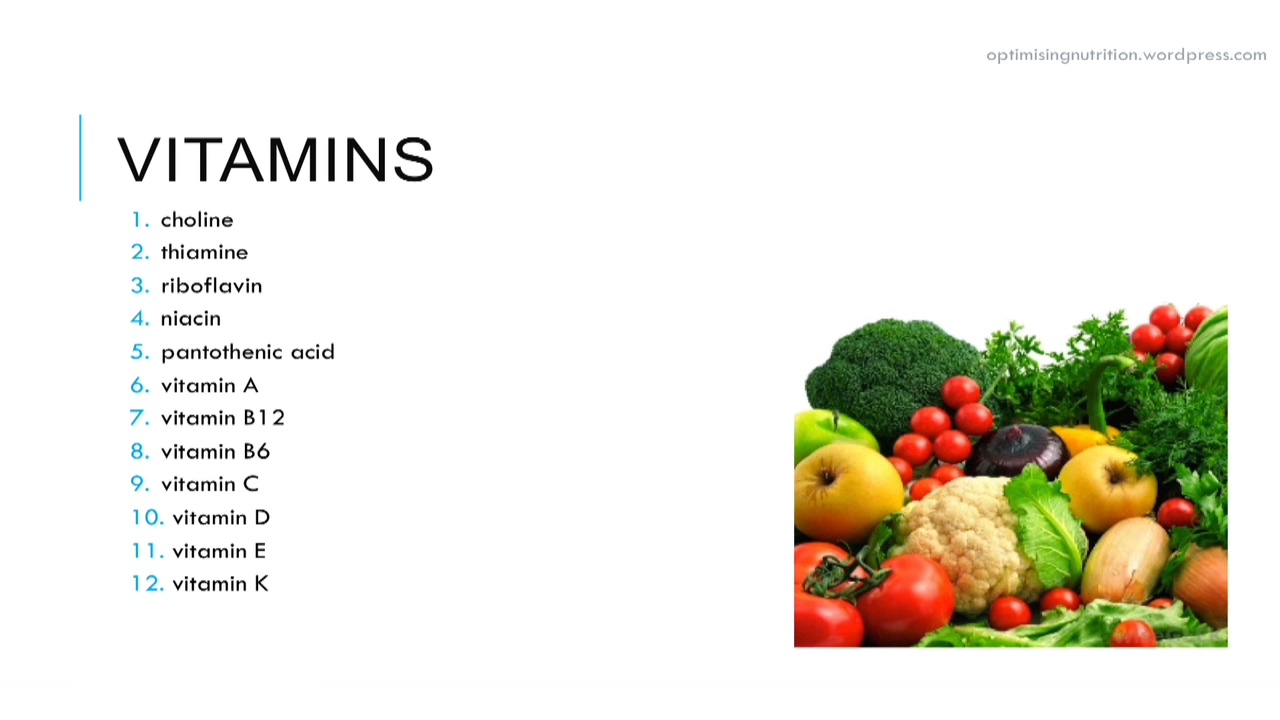 optimisingnutrition.wordpress.com
VITAMINS
1. choline
2. thiamine
3. riboflavin
4. niacin
5. pantothenic acid
6. vitamin A
7. vitamin B12
8. vitamin B6
9. vitamin C
10. vitamin D
11. vitamin E
12. vitamin K